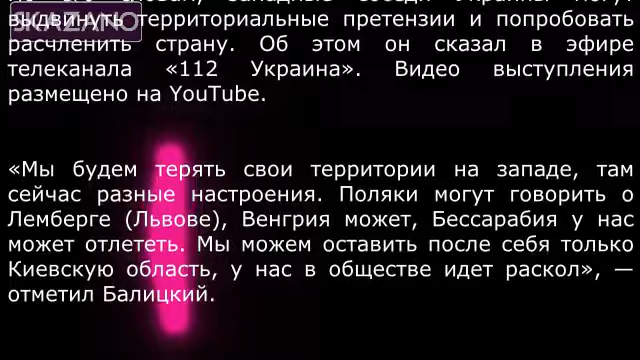 SKAZANO
выдвинуть территориальные претензии и попробовать
расчленить страну. Об этом он сказал в эфире
телеканала «112 Украина». Видео выступления
размещено на YouTube.
«Мы будем терять свои территории на западе, там
сейчас разные настроения. Поляки могут говорить о
Лемберге (Львове), Венгрия может, Бессарабия у нас
может отлететь. Мы можем оставить после себя только
Киевскую область, у нас в обществе идет раскол», —
отметил Балицкий.